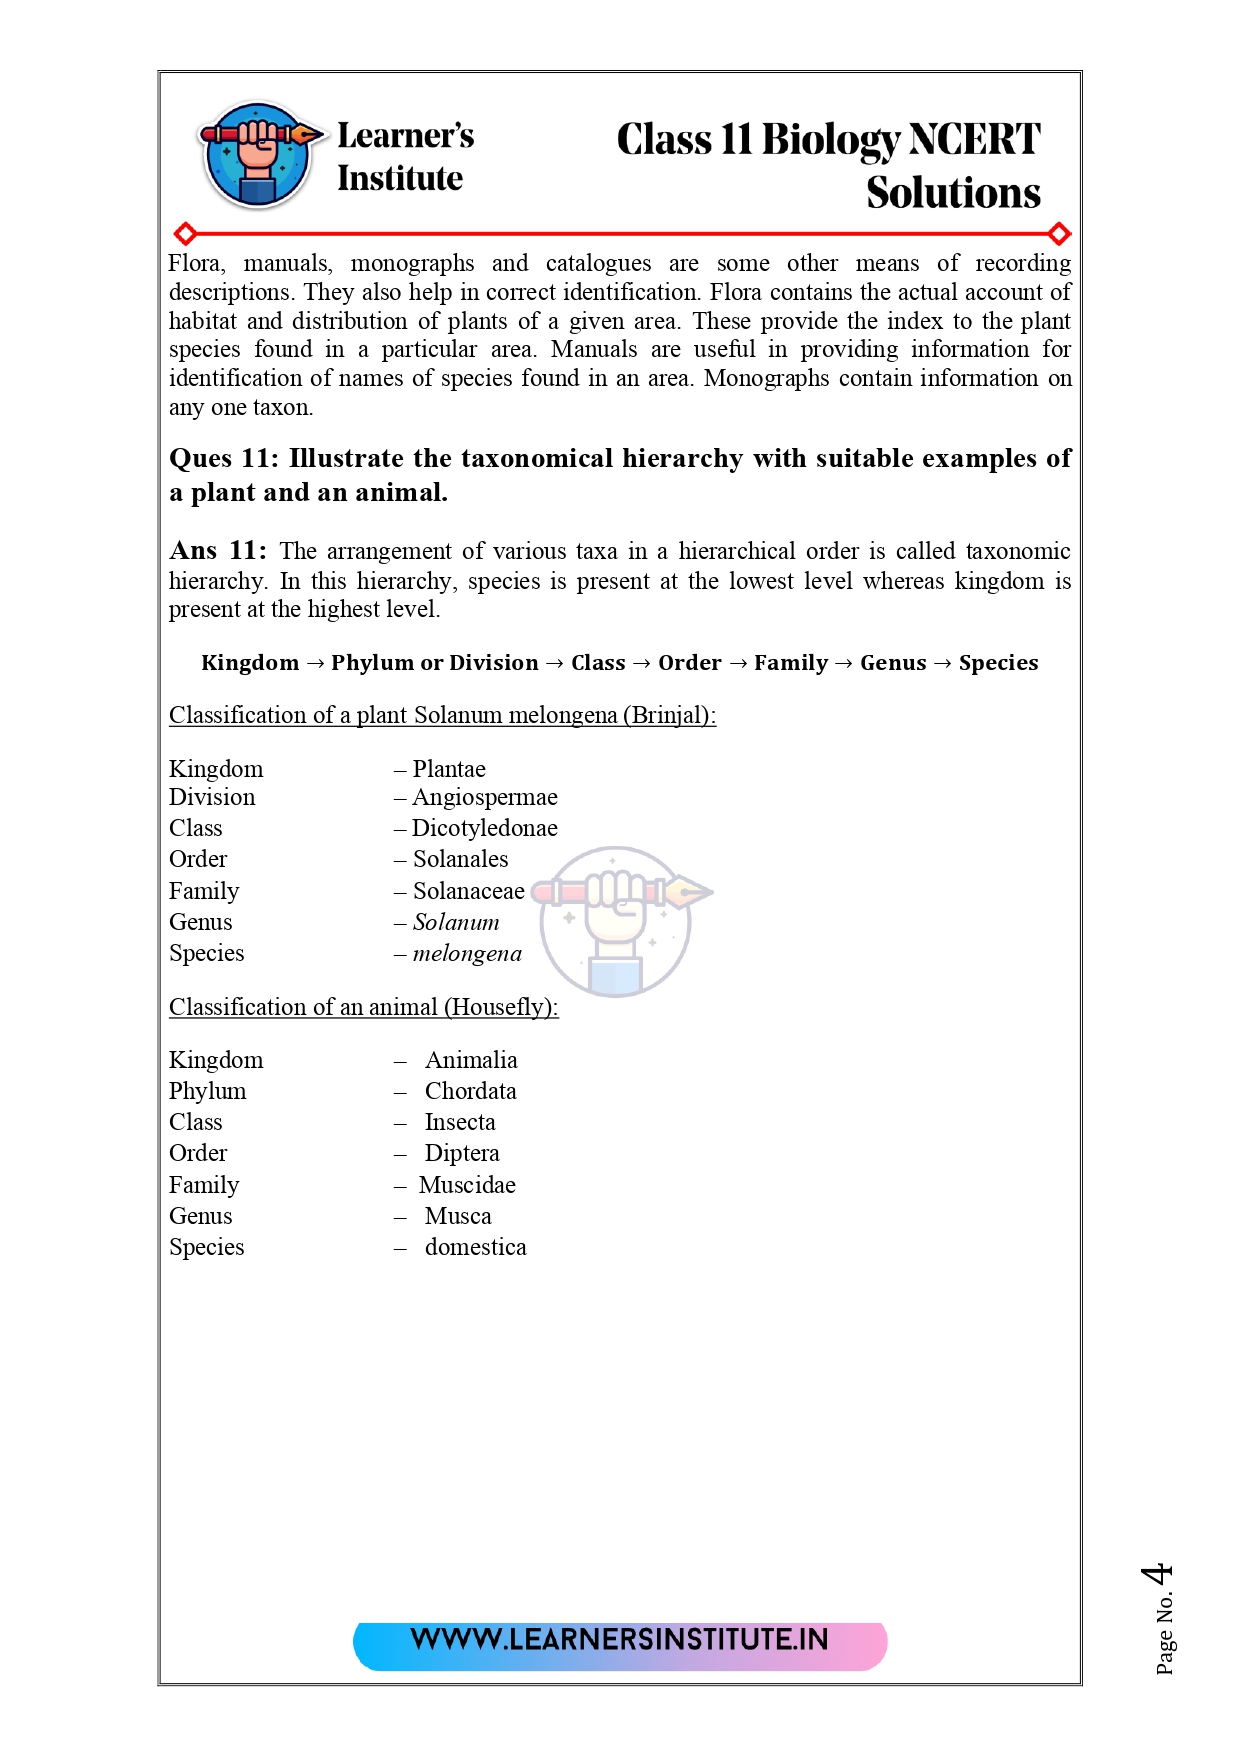 Learner's
Institute
Class 11 Biology NCERT
Solutions
Flora, manuals, monographs and catalogues are some other means of recording
descriptions. They also help in correct identification. Flora contains the actual account of
habitat and distribution of plants of a given area. These provide the index to the plant
species found in a particular area. Manuals are useful in providing information for
identification of names of species found in an area. Monographs contain information on
any one taxon.
Ques 11: Illustrate the taxonomical hierarchy with suitable examples of
a plant and an animal.
Ans 11: The arrangement of various taxa in a hierarchical order is called taxonomic
hierarchy. In this hierarchy, species is present at the lowest level whereas kingdom is
present at the highest level.
Kingdom → Phylum or Division → Class → Order → Family → Genus → Species
Classification of a plant Solanum melongena (Brinjal):
Kingdom – Plantae
Division – Angiospermae
Class – Dicotyledonae
Order – Solanales
Family – Solanaceae
Genus – Solanum
Species – melongena
Classification of an animal (Housefly):
Kingdom – Animalia
Phylum – Chordata
Class – Insecta
Order – Diptera
Family – Muscidae
Genus – Musca
Species – domestica
WWW.LEARNERSINSTITUTE.IN
Page No. 4